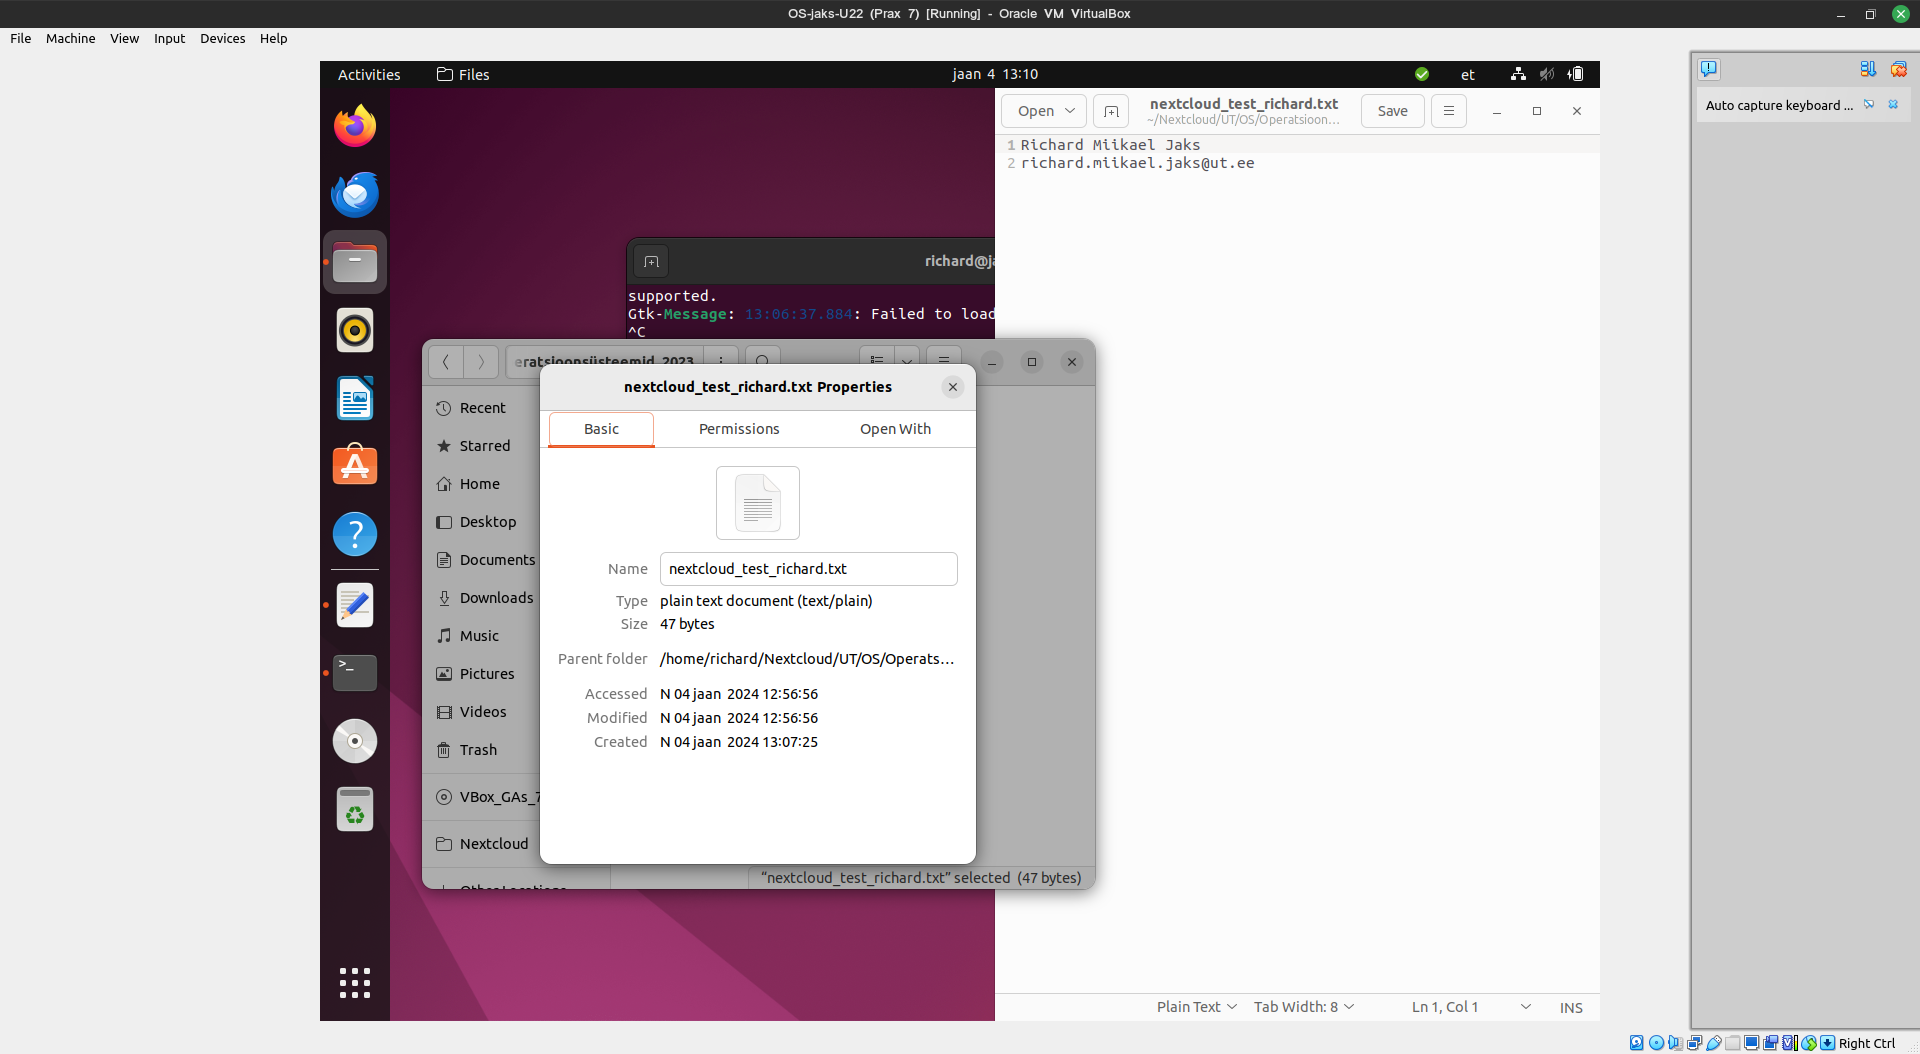 OS-jaks-U22 (Prax 7) [Running] - Oracle VM VirtualBox
File Machine View Input Devices Help
Activities Files
jaan 4 13:10
et
Open
nextcloud_test_richard.txt
~/Nextcloud/UT/OS/Operatsioon...
Save
1 Richard Miikael Jaks
2 richard.miikael.jaks@ut.ee
Auto capture keyboard ...
richard@ja
supported.
Gtk-Message: 13:06:37.884: Failed to load
^C
eratsioonsüsteemid_2023
Recent
Starred
Home
Desktop
Documents
Downloads
Music
Pictures
Videos
Trash
VBox_GAs_7
Nextcloud
Other Locations
nextcloud_test_richard.txt Properties
Basic Permissions Open With
Name nextcloud_test_richard.txt
Type plain text document (text/plain)
Size 47 bytes
Parent folder /home/richard/Nextcloud/UT/OS/Operats...
Accessed N 04 jaan 2024 12:56:56
Modified N 04 jaan 2024 12:56:56
Created N 04 jaan 2024 13:07:25
“nextcloud_test_richard.txt” selected (47 bytes)
Plain Text Tab Width: 8 Ln 1, Col 1 INS
Right Ctrl